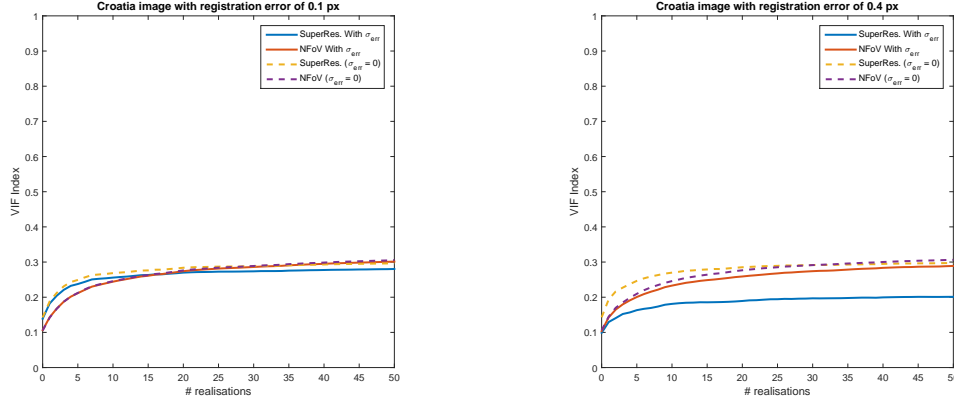 Croatia image with registration error of 0.1 px
1
0.9
0.8
0.7
0.6
0.5
0.4
0.3
0.2
0.1
0
VIF Index
SuperRes. With σerr
NFoV With σerr
SuperRes. (σerr = 0)
NFoV (σerr = 0)
0 5 10 15 20 25 30 35 40 45 50
# realisations
Croatia image with registration error of 0.4 px
1
0.9
0.8
0.7
0.6
0.5
0.4
0.3
0.2
0.1
0
VIF Index
SuperRes. With σerr
NFoV With σerr
SuperRes. (σerr = 0)
NFoV (σerr = 0)
0 5 10 15 20 25 30 35 40 45 50
# realisations